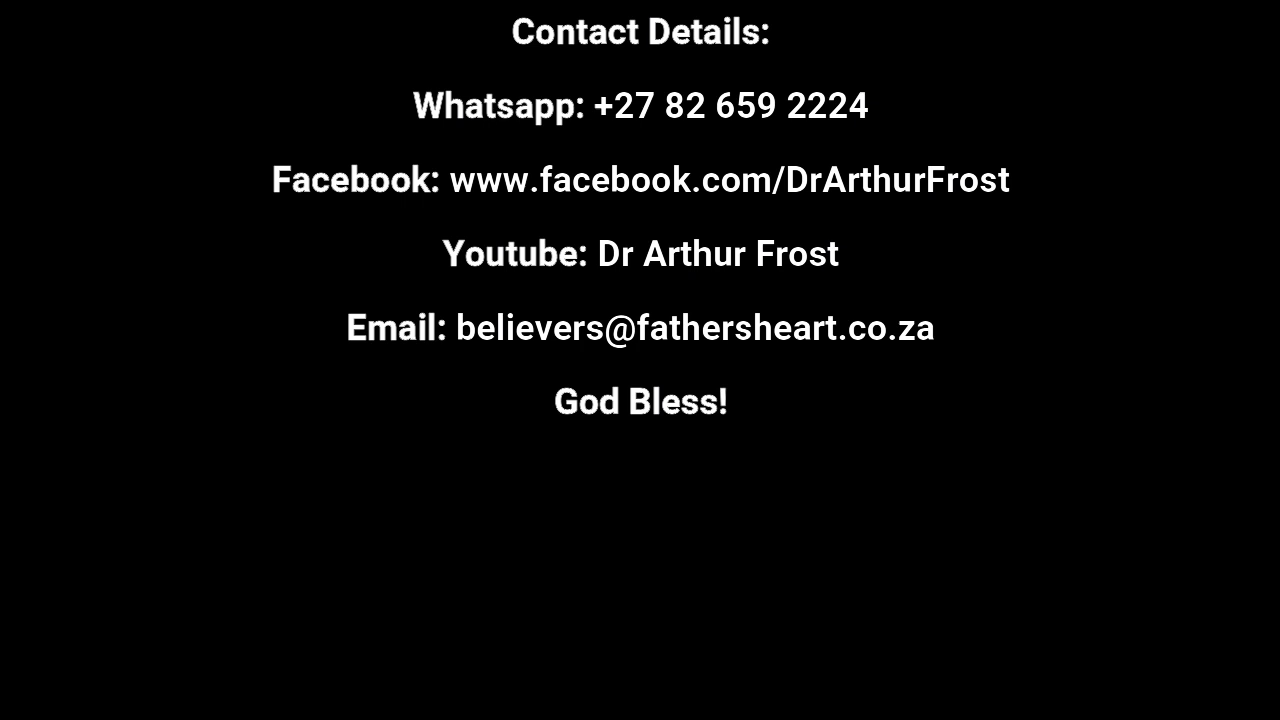 Contact Details:
Whatsapp: +27 82 659 2224
Facebook: www.facebook.com/DrArthurFrost
Youtube: Dr Arthur Frost
Email: believers@fathersheart.co.za
God Bless!